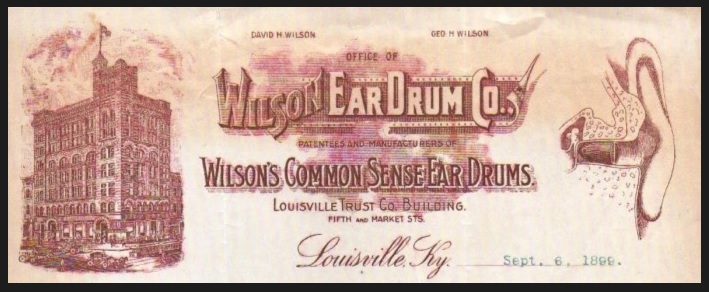 DAVID H. WILSON
GEO H WILSON
OFFICE OF
WILSON EAR DRUM CO.
PATENTEES AND MANUFACTURERS OF
WILSON'S COMMON SENSE EAR DRUMS.
LOUISVILLE TRUST CO. BUILDING.
FIFTH AND MARKET STS.
Louisville, Ky. Sept. 6, 1899.